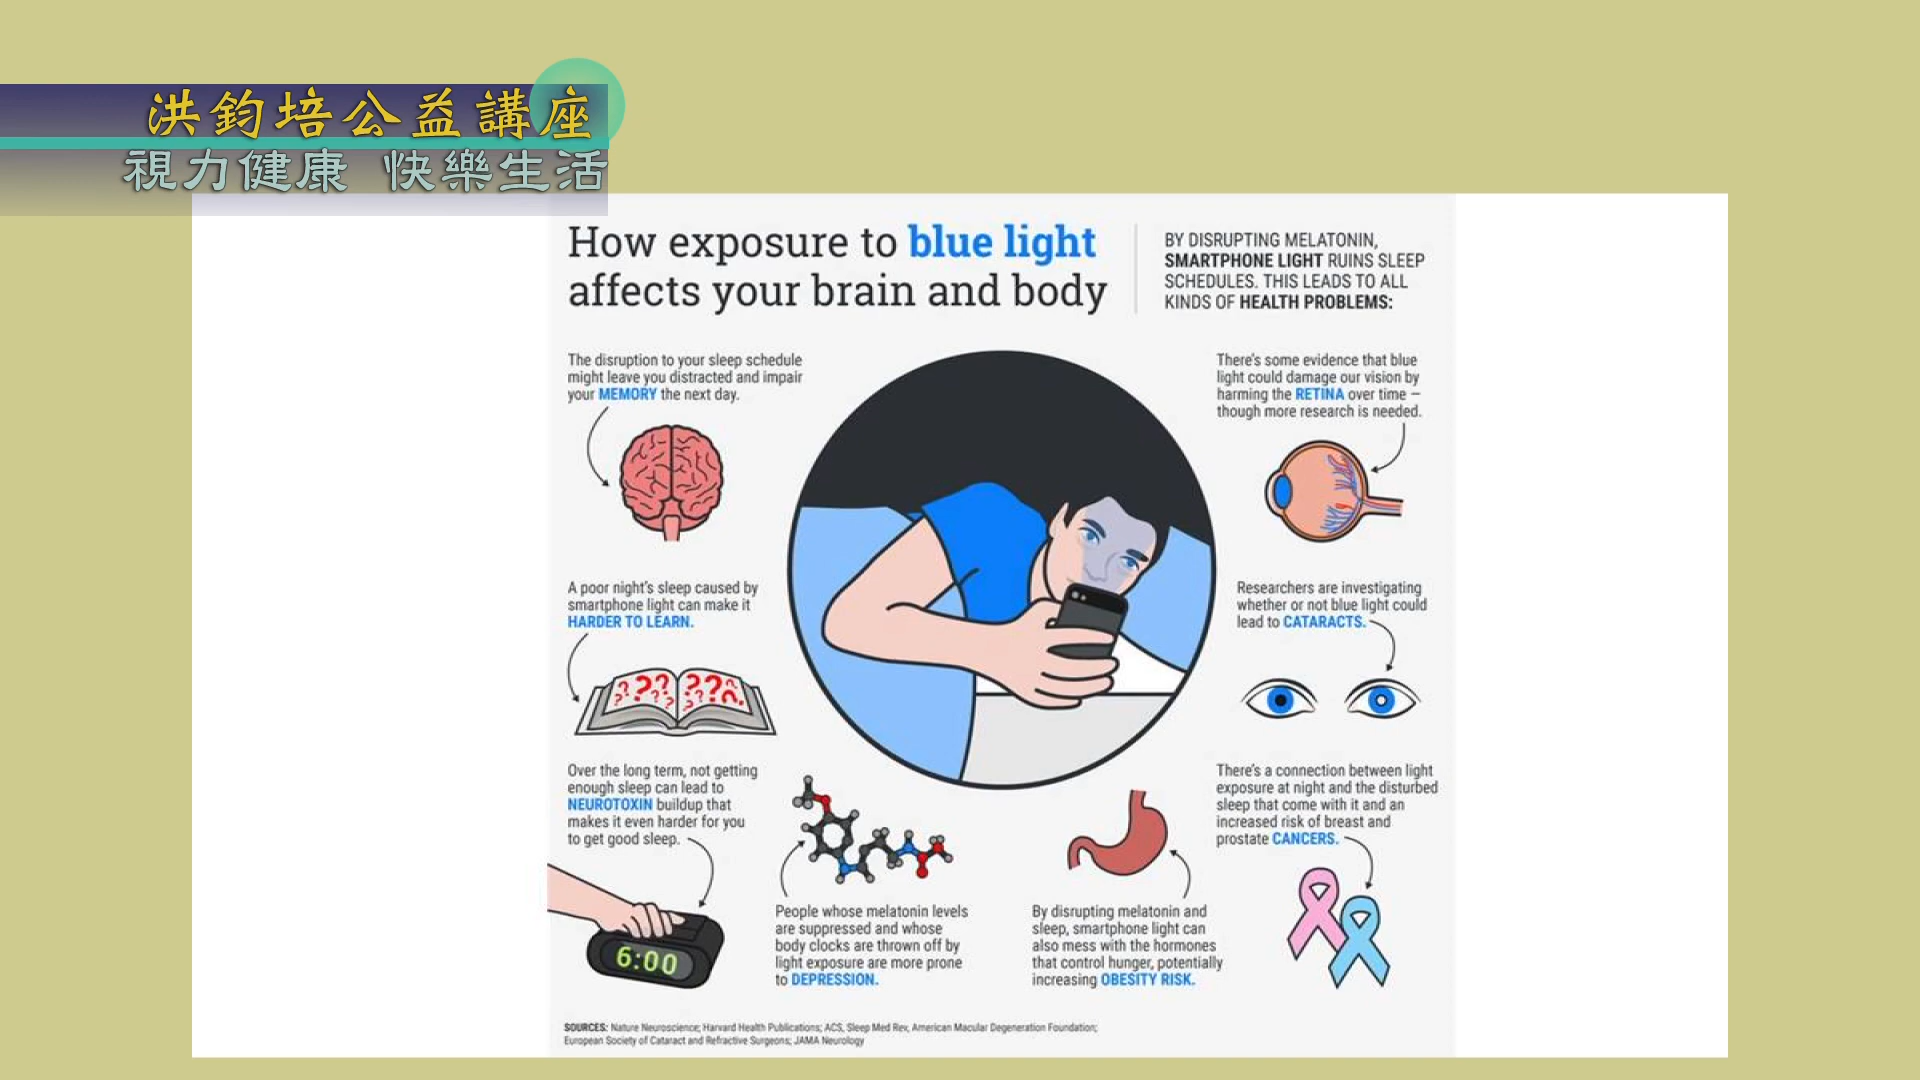 洪鈞培公益講座
視力健康 快樂生活
How exposure to blue light
affects your brain and body
BY DISRUPTING MELATONIN,
SMARTPHONE LIGHT RUINS SLEEP
SCHEDULES. THIS LEADS TO ALL
KINDS OF HEALTH PROBLEMS:
The disruption to your sleep schedule
might leave you distracted and impair
your MEMORY the next day.
There's some evidence that blue
light could damage our vision by
harming the RETINA over time –
though more research is needed.
A poor night's sleep caused by
smartphone light can make it
HARDER TO LEARN.
Researchers are investigating
whether or not blue light could
lead to CATARACTS.
Over the long term, not getting
enough sleep can lead to
NEUROTOXIN buildup that
makes it even harder for you
to get good sleep.
There's a connection between light
exposure at night and the disturbed
sleep that come with it and an
increased risk of breast and
prostate CANCERS.
6:00
People whose melatonin levels
are suppressed and whose
body clocks are thrown off by
light exposure are more prone
to DEPRESSION.
By disrupting melatonin and
sleep, smartphone light can
also mess with the hormones
that control hunger, potentially
increasing OBESITY RISK.
SOURCES: Nature Neuroscience; Harvard Health Publications; ACS, Sleep Med Rev, American Macular Degeneration Foundation;
European Society of Cataract and Refractive Surgeons; JAMA Neurology